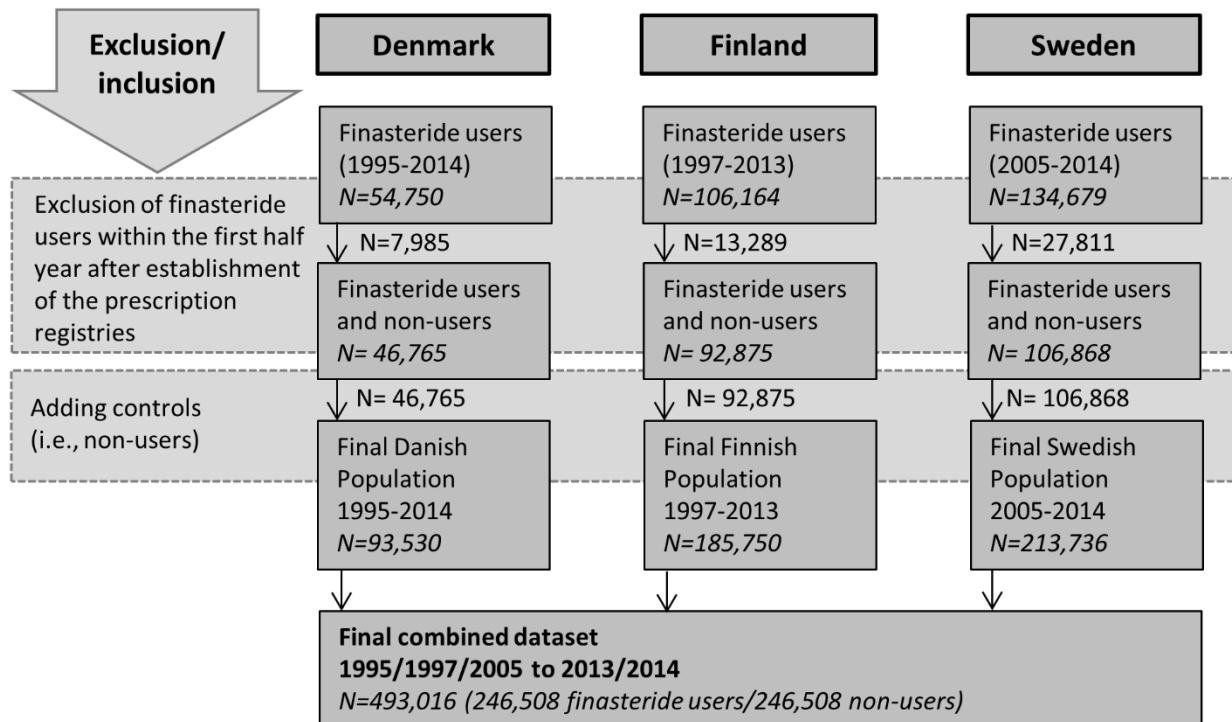 Exclusion/
inclusion
Denmark
Finland
Sweden
Finasteride users
(1995-2014)
N=54,750
Finasteride users
(1997-2013)
N=106,164
Finasteride users
(2005-2014)
N=134,679
Exclusion of finasteride
users within the first half
year after establishment
of the prescription
registries
N=7,985
N=13,289
N=27,811
Finasteride users
and non-users
N= 46,765
Finasteride users
and non-users
N= 92,875
Finasteride users
and non-users
N= 106,868
Adding controls
(i.e., non-users)
N= 46,765
N= 92,875
N= 106,868
Final Danish
Population
1995-2014
N=93,530
Final Finnish
Population
1997-2013
N=185,750
Final Swedish
Population
2005-2014
N=213,736
Final combined dataset
1995/1997/2005 to 2013/2014
N=493,016 (246,508 finasteride users/246,508 non-users)